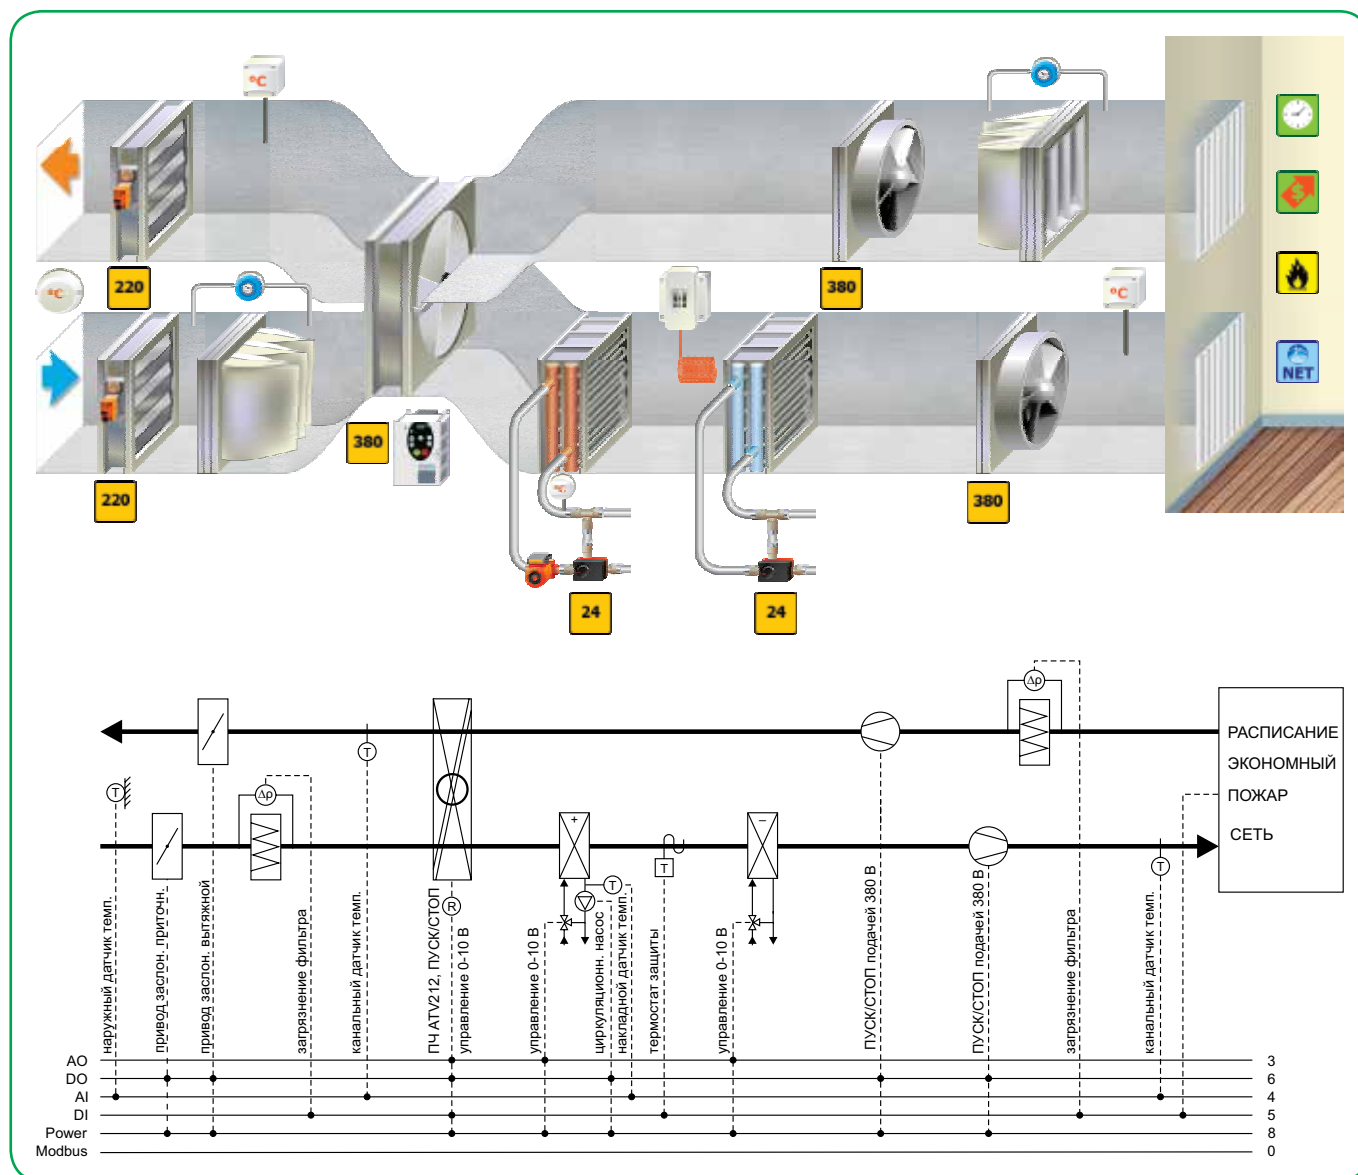 °C
220
°C
380
°C
NET
380
220
380
°C
24
24
Δρ
РАСПИСАНИЕ
T
ЭКОНОМНЫЙ
T
Δρ
ПОЖАР
+
–
СЕТЬ
T
T
T
R
наружный датчик темп.
привод заслон. приточн.
привод заслон. вытяжной
загрязнение фильтра
канальный датчик темп.
ПЧ ATV212, ПУСК/СТОП
управление 0-10 В
управление 0-10 В
циркуляционн. насос
накладной датчик темп.
термостат защиты
управление 0-10 В
ПУСК/СТОП подачей 380 В
ПУСК/СТОП подачей 380 В
загрязнение фильтра
канальный датчик темп.
AO 3
DO 6
AI 4
DI 5
Power 8
Modbus 0